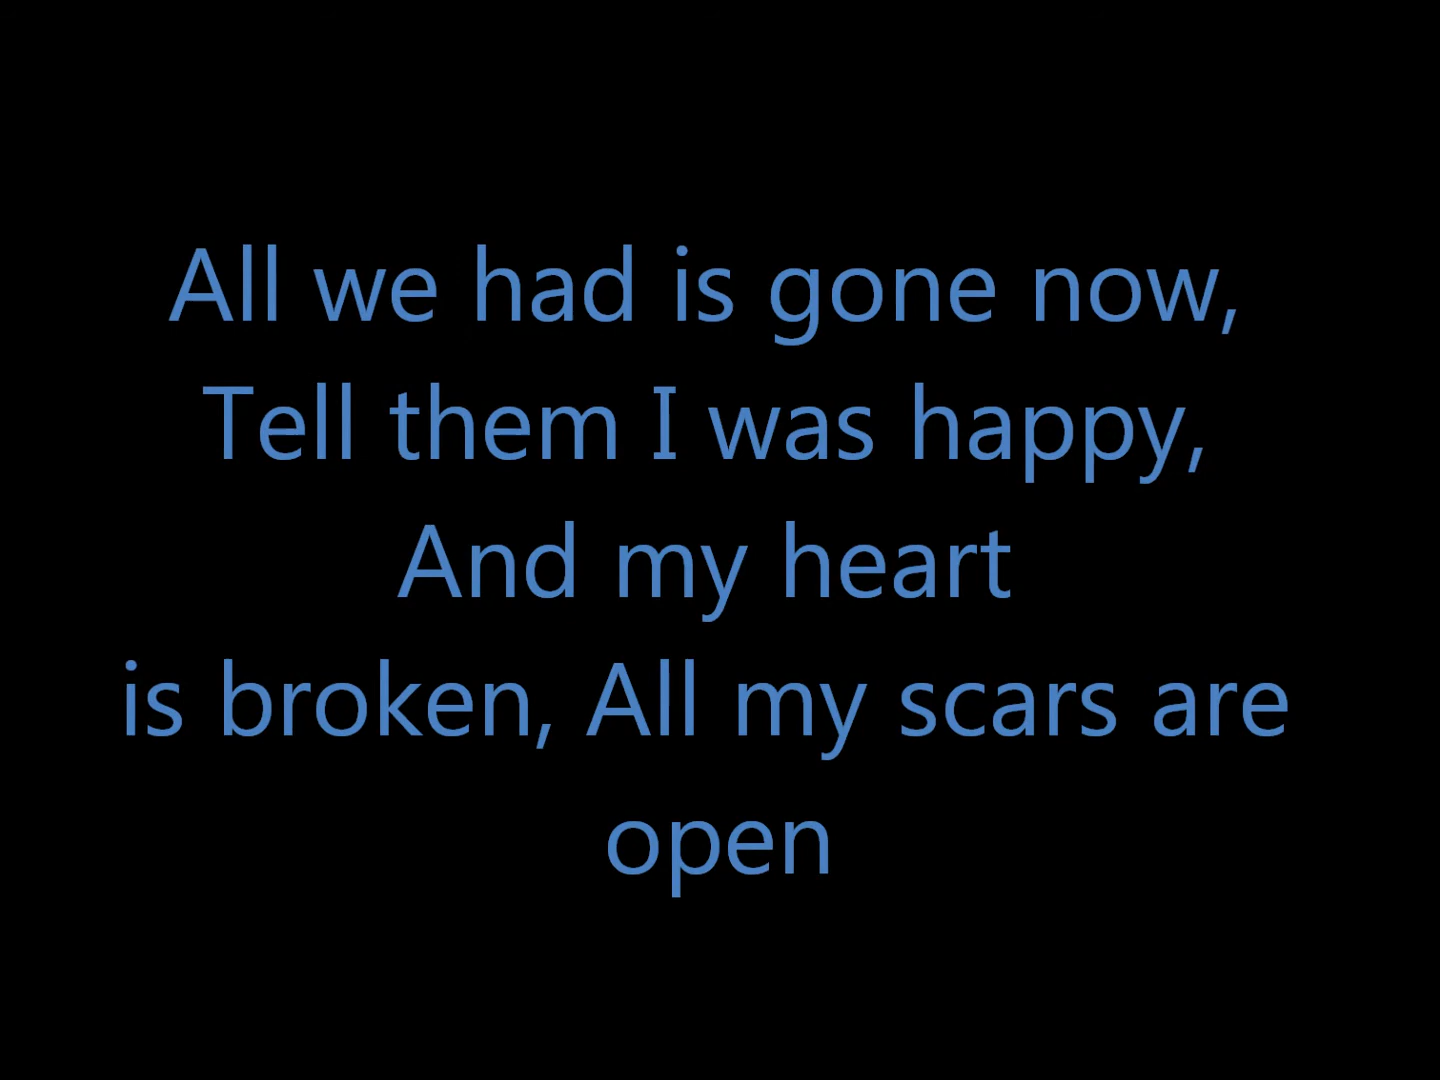 All we had is gone now,
Tell them I was happy,
And my heart
is broken, All my scars are
open